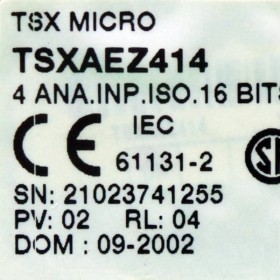 TSX MICRO
TSXAEZ414
4 ANA.INP.ISO.16 BITS
CE IEC
61131-2
SN: 21023741255
PV: 02 RL: 04
DOM : 09-2002